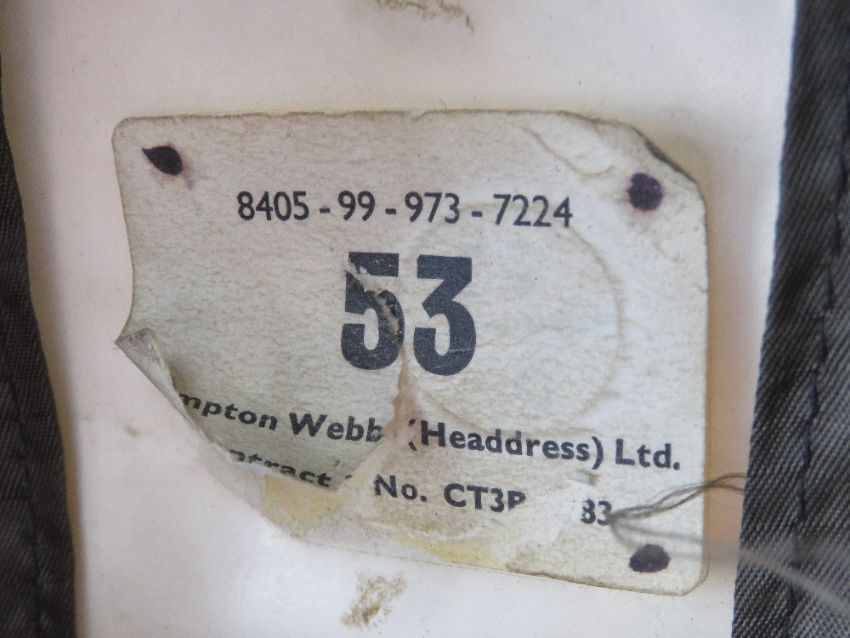 8405 - 99 - 973 - 7224
53
mpton Webb (Headdress) Ltd.
ntract No. CT3P 83